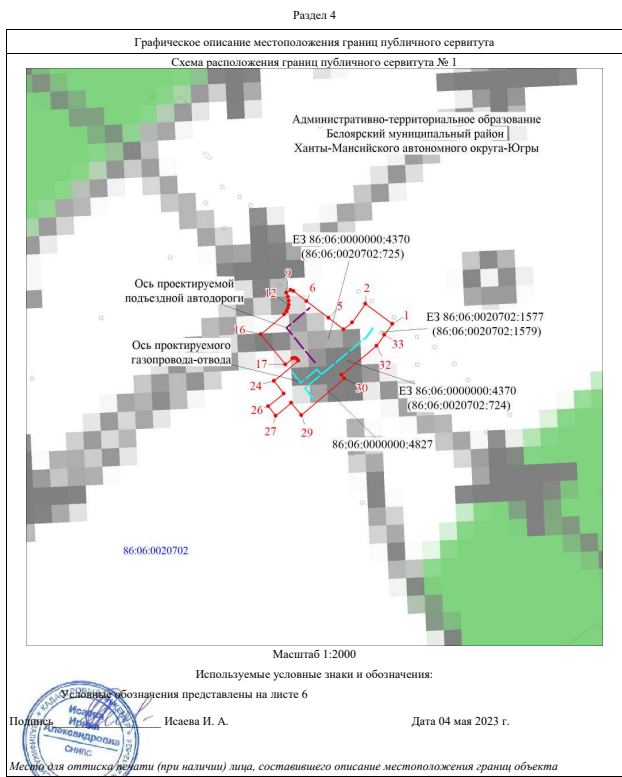 Раздел 4
Графическое описание местоположения границ публичного сервитута
Схема расположения границ публичного сервитута № 1
Административно-территориальное образование
Белоярский муниципальный район
Ханты-Мансийского автономного округа-Югры
ЕЗ 86:06:0000000:4370
(86:06:0020702:725)
Ось проектируемой
подъездной автодороги
9
12
6
2
5
1
ЕЗ 86:06:0020702:1577
(86:06:0020702:1579)
16
33
Ось проктируемого
газопровода-отвода
17
32
24
30
ЕЗ 86:06:0000000:4370
(86:06:0020702:724)
26
27
29
86:06:0000000:4827
86:06:0020702
Масштаб 1:2000
Используемые условные знаки и обозначения:
Условные обозначения представлены на листе 6
Подпись Исаева И. А. Дата 04 мая 2023 г.
Исаева
Ирина
Александровна
СНИЛС
Место для оттиска печати (при наличии) лица, составившего описание местоположения границ объекта